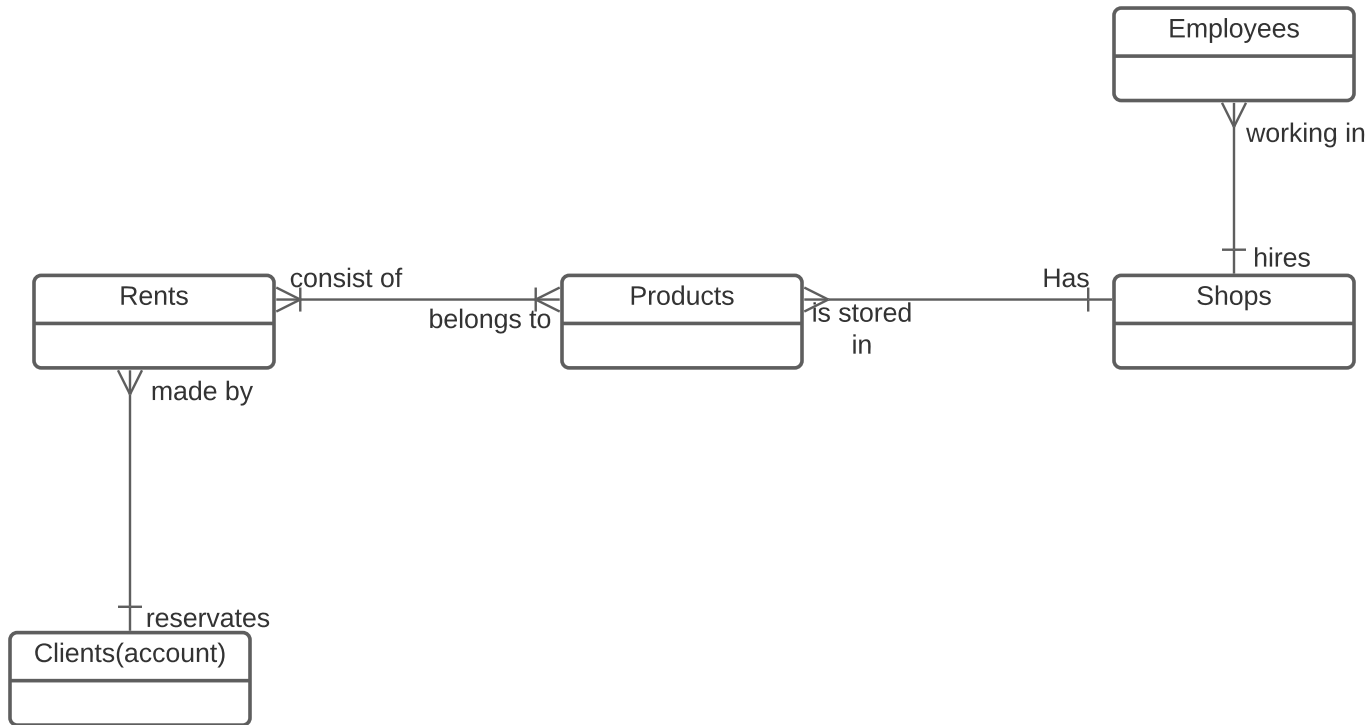 Employees
working in
hires
consist of
Has
Rents
Products
Shops
belongs to
is stored
in
made by
reservates
Clients(account)